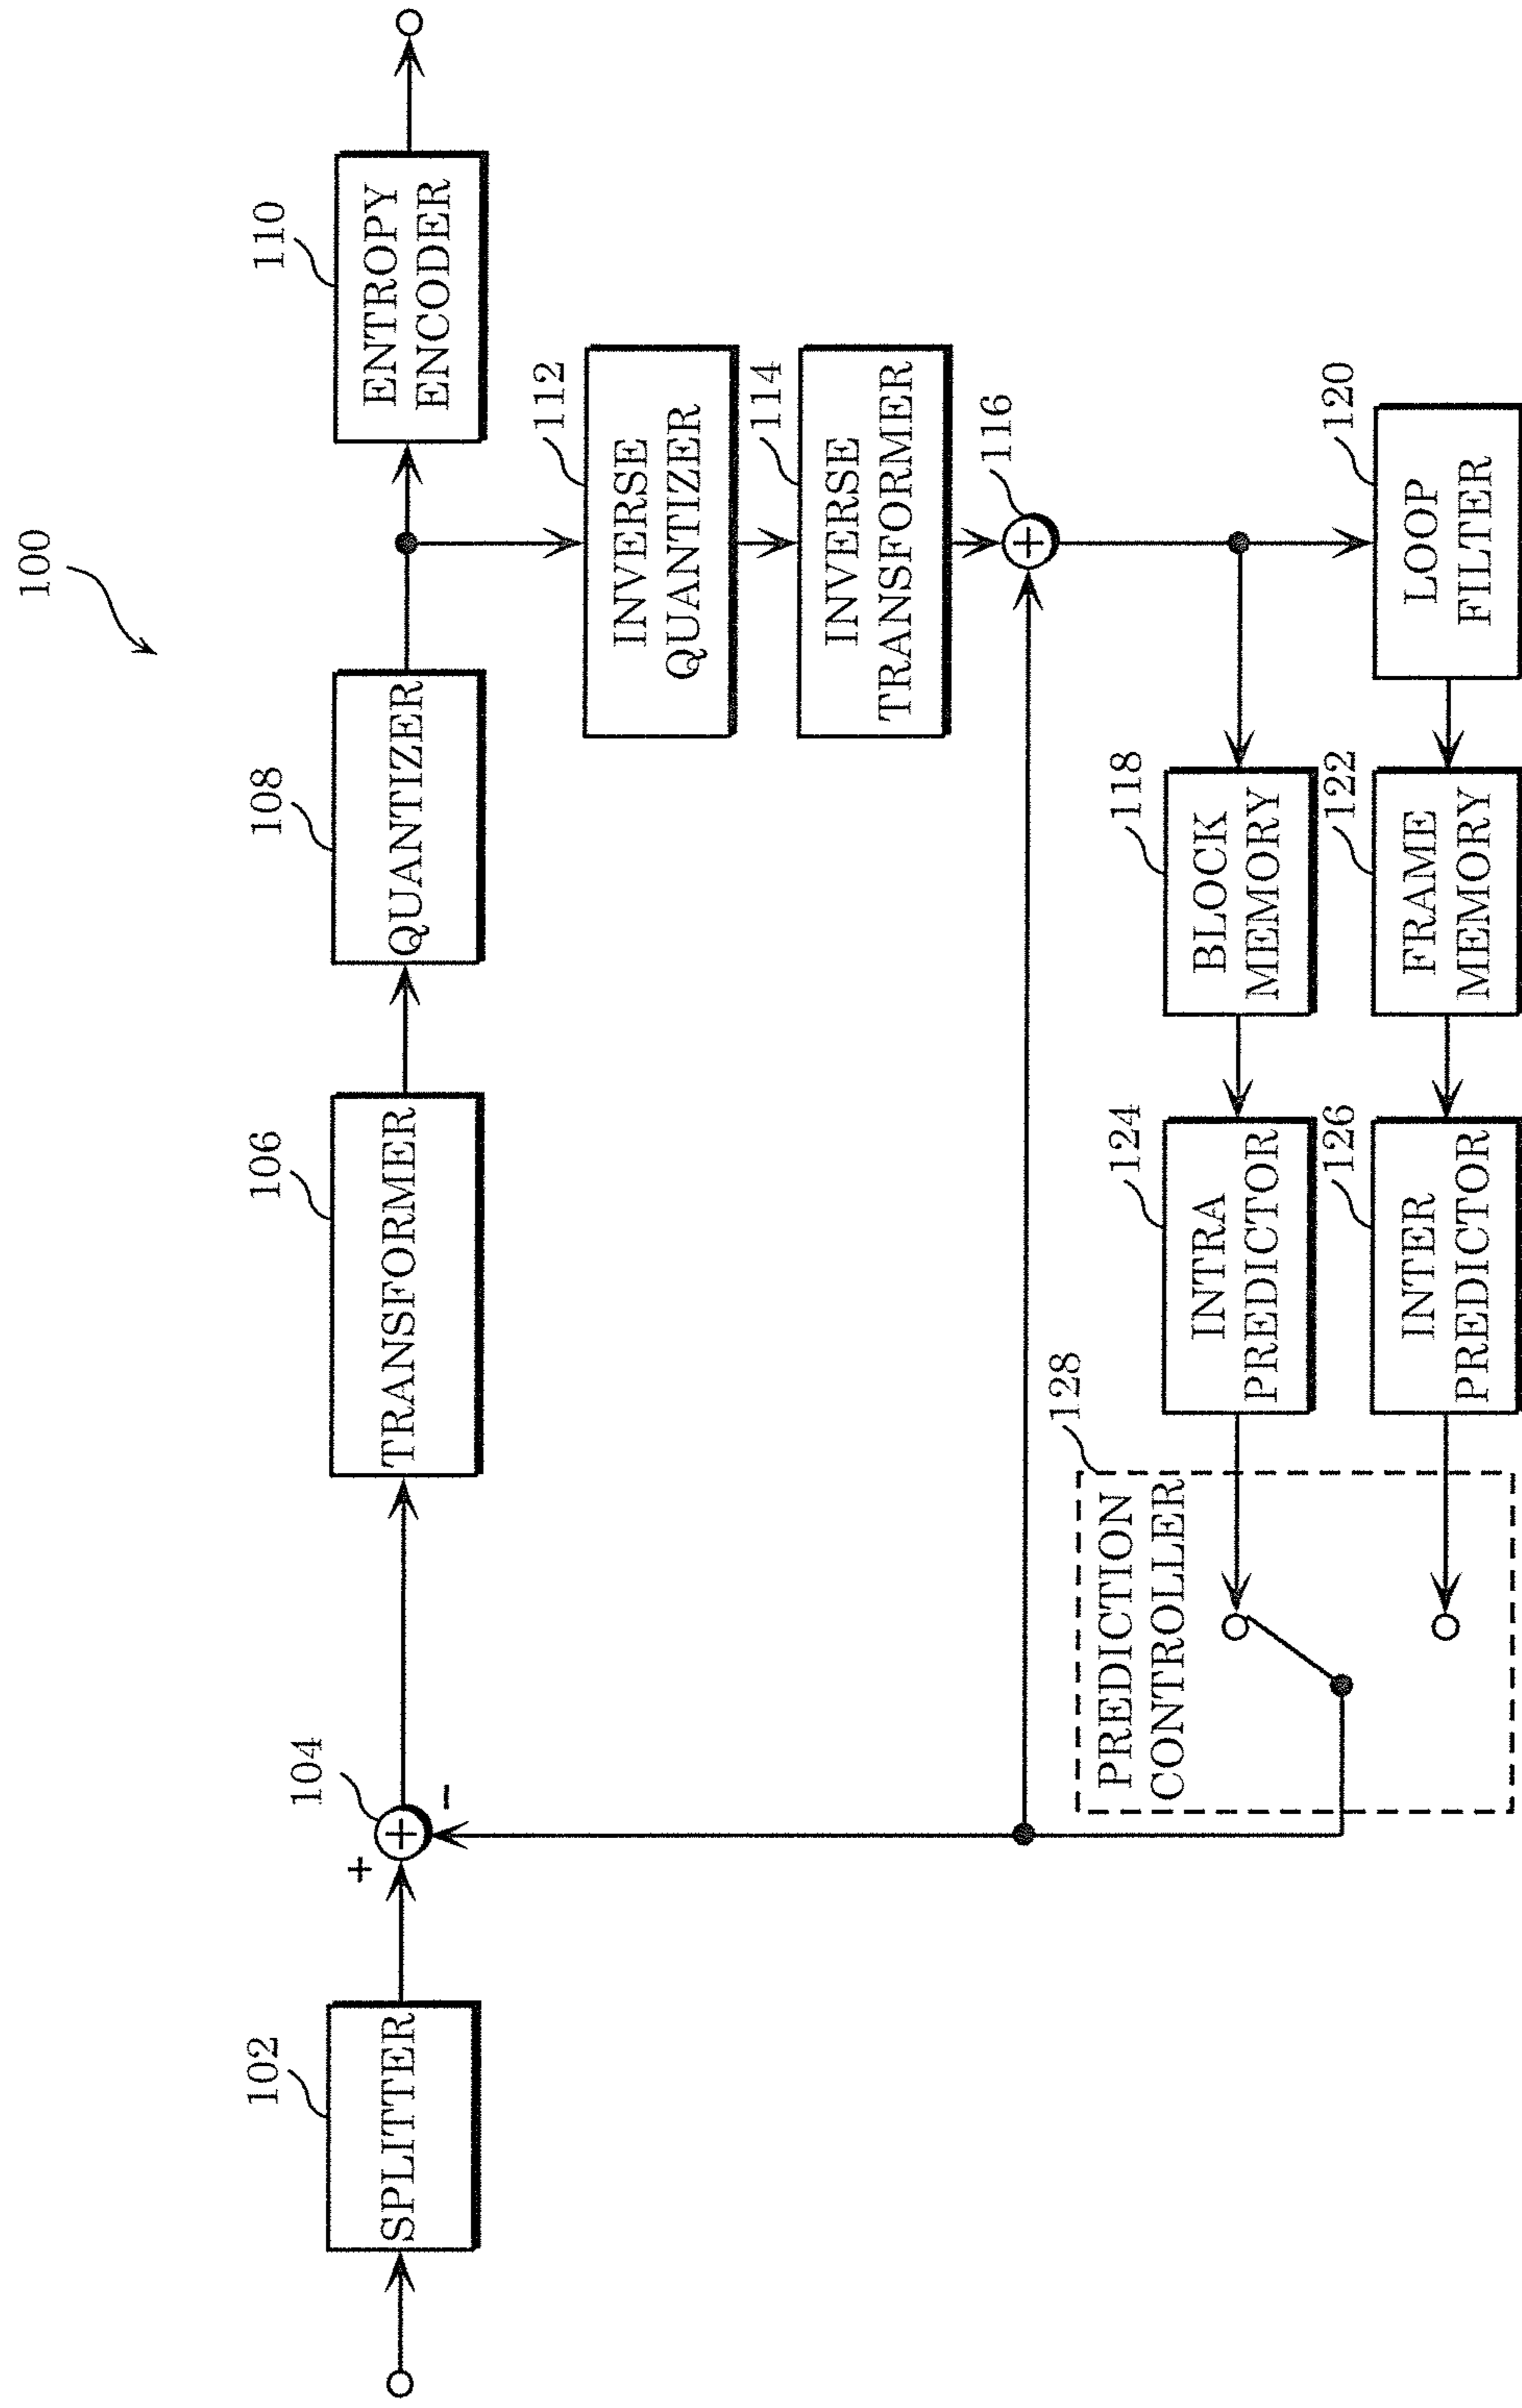 100
102
SPLITTER
104
+
-
106
TRANSFORMER
108
QUANTIZER
110
ENTROPY
ENCODER
112
INVERSE
QUANTIZER
114
INVERSE
TRANSFORMER
116
128
PREDICTION
CONTROLLER
124
INTRA
PREDICTOR
118
BLOCK
MEMORY
126
INTER
PREDICTOR
122
FRAME
MEMORY
120
LOOP
FILTER